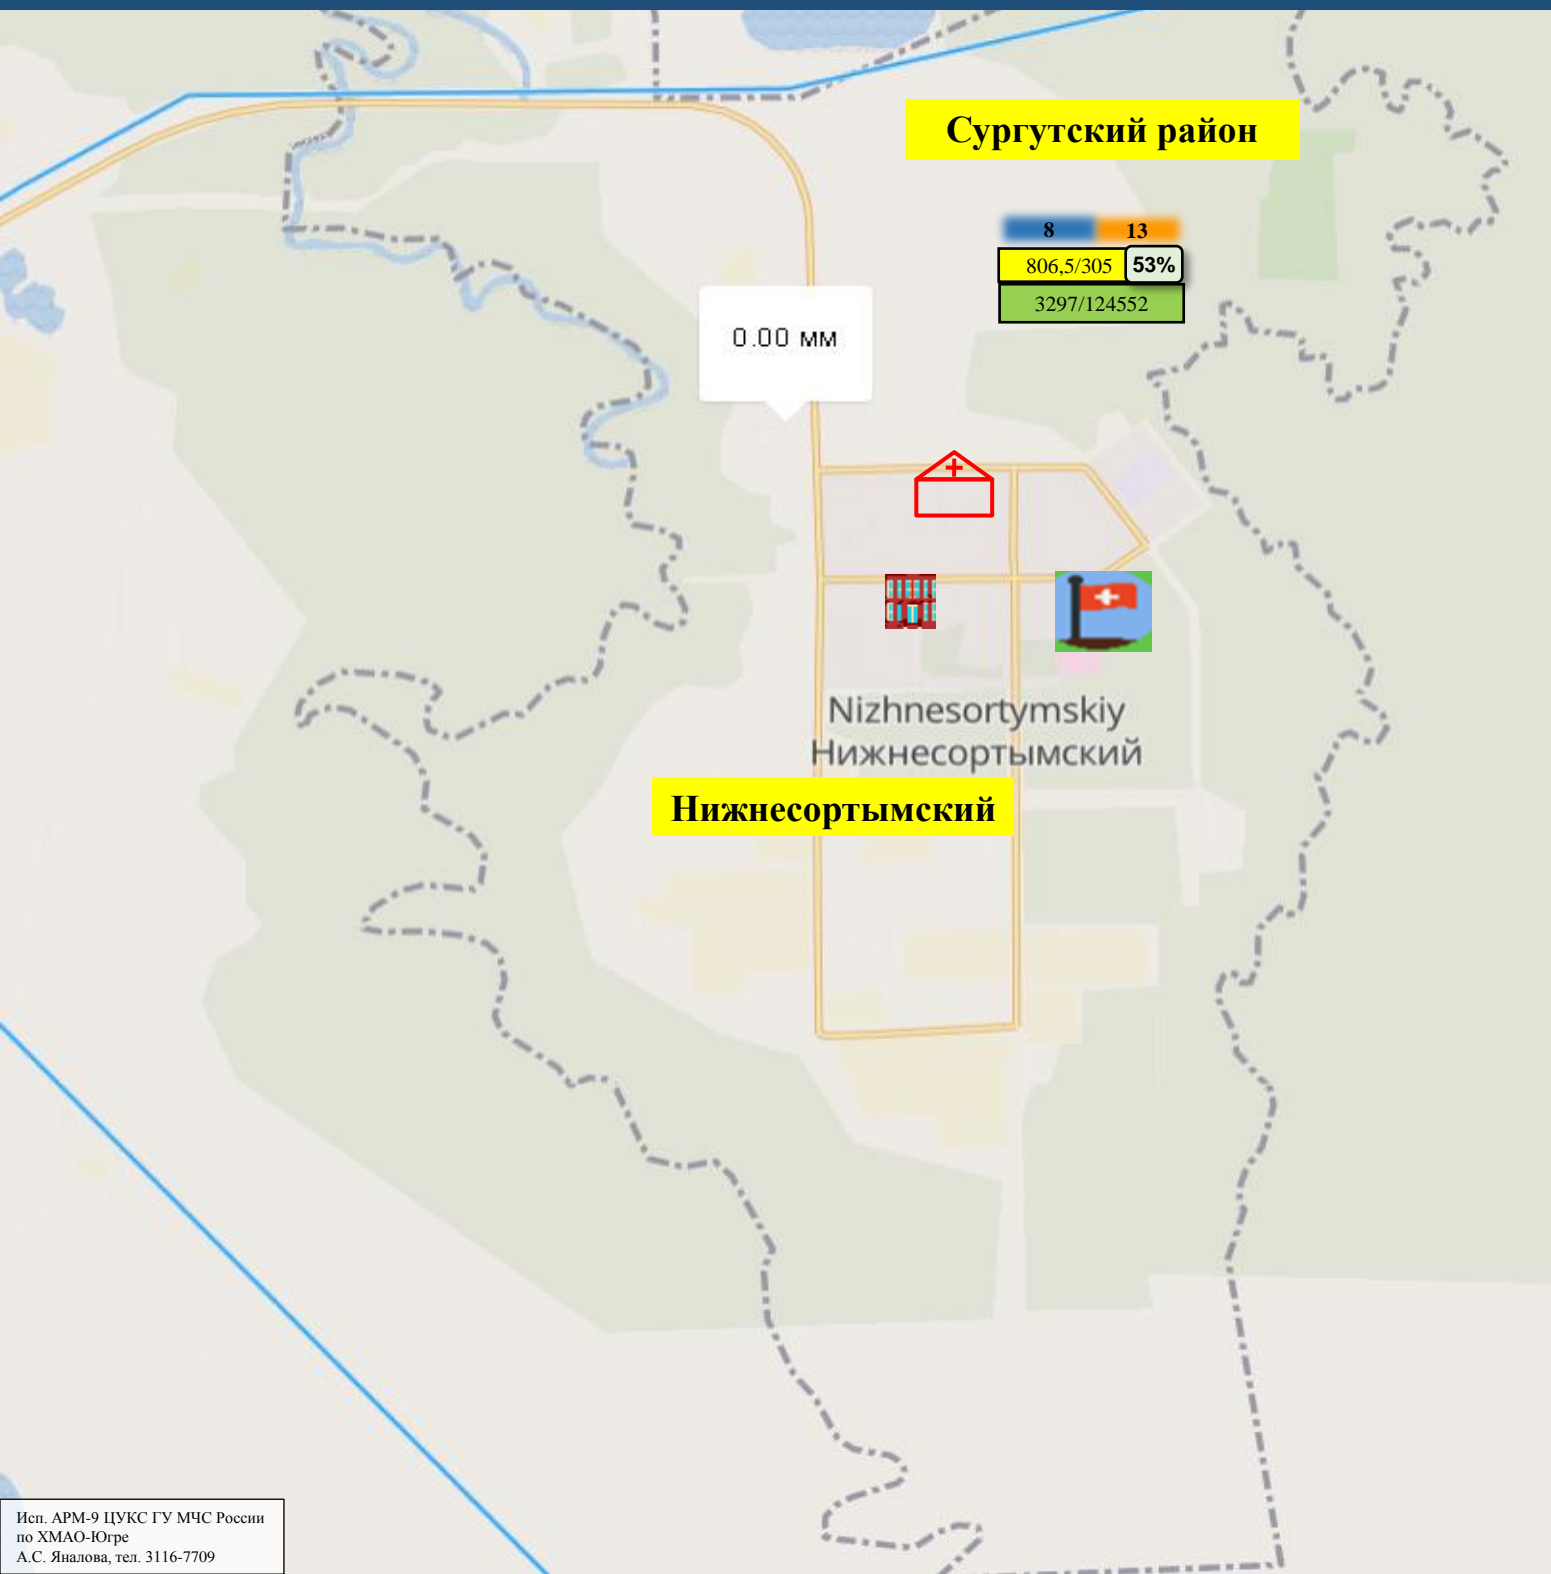 Сургутский район
8 13
806,5/305 53%
3297/124552
0.00 мм
Nizhnesortymskiy
Нижнесортымский
Нижнесортымский
Исп. АРМ-9 ЦУКС ГУ МЧС России
по ХМАО-Югре
А.С. Яналова, тел. 3116-7709